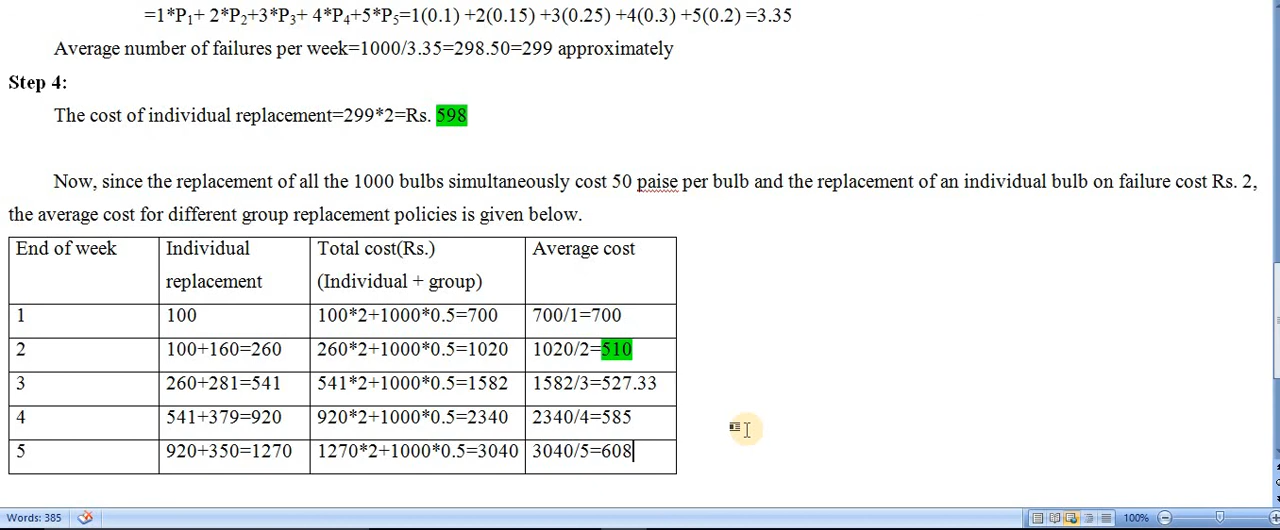 =1*P1+ 2*P2+3*P3+ 4*P4+5*P5=1(0.1) +2(0.15) +3(0.25) +4(0.3) +5(0.2) =3.35
Average number of failures per week=1000/3.35=298.50=299 approximately
Step 4:
The cost of individual replacement=299*2=Rs. 598
Now, since the replacement of all the 1000 bulbs simultaneously cost 50 paise per bulb and the replacement of an individual bulb on failure cost Rs. 2,
the average cost for different group replacement policies is given below.
End of week Individual replacement Total cost(Rs.) (Individual + group) Average cost
1 100 100*2+1000*0.5=700 700/1=700
2 100+160=260 260*2+1000*0.5=1020 1020/2=510
3 260+281=541 541*2+1000*0.5=1582 1582/3=527.33
4 541+379=920 920*2+1000*0.5=2340 2340/4=585
5 920+350=1270 1270*2+1000*0.5=3040 3040/5=608
Words: 385 100%